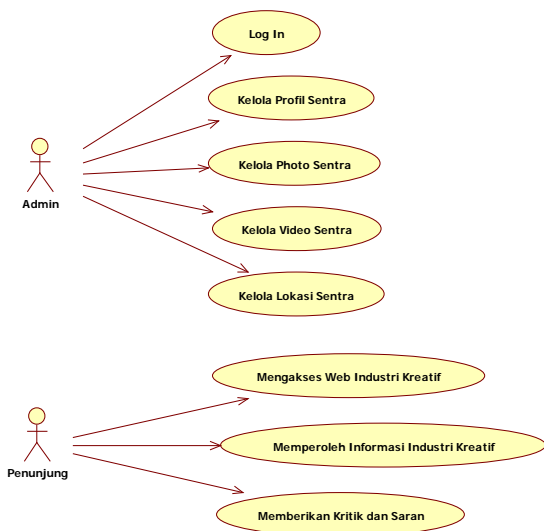 Log In
Kelola Profil Sentra
Kelola Photo Sentra
Admin
Kelola Video Sentra
Kelola Lokasi Sentra
Mengakses Web Industri Kreatif
Memperoleh Informasi Industri Kreatif
Penunjung
Memberikan Kritik dan Saran